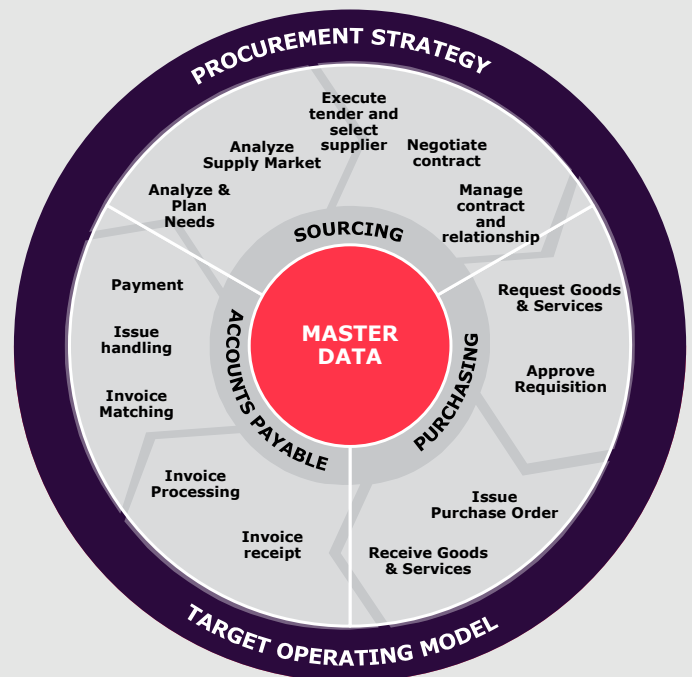 PROCUREMENT STRATEGY
Execute
tender and
select
supplier
Negotiate
contract
Analyze
Supply Market
Manage
contract
and
relationship
Analyze &
Plan
Needs
SOURCING
Request Goods
& Services
Approve
Requisition
PURCHASING
Issue
Purchase Order
Receive Goods
& Services
Invoice
receipt
Invoice
Processing
Invoice
Matching
Issue
handling
Payment
ACCOUNTS PAYABLE
MASTER
DATA
TARGET OPERATING MODEL